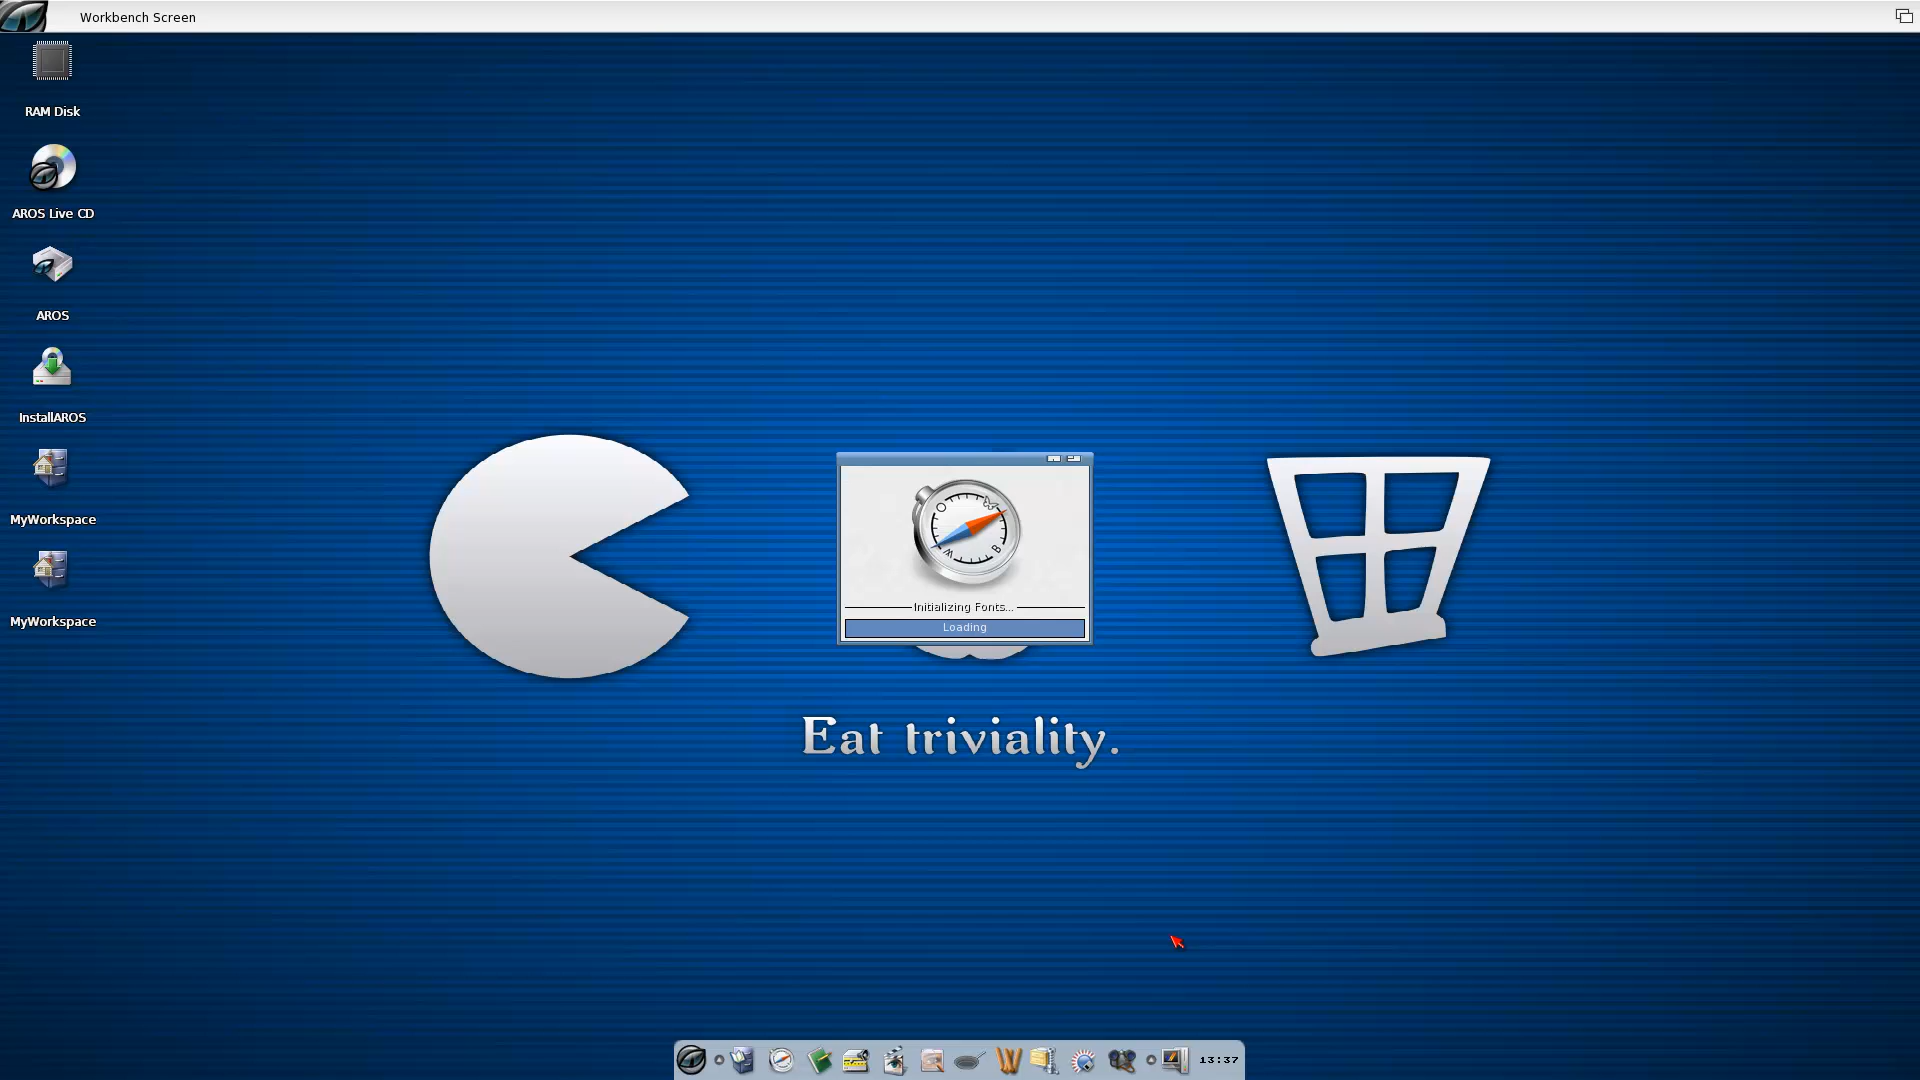 Workbench Screen
RAM Disk
AROS Live CD
AROS
InstallAROS
MyWorkspace
MyWorkspace
O W B
Initializing Fonts...
Loading
Eat triviality.
13:37